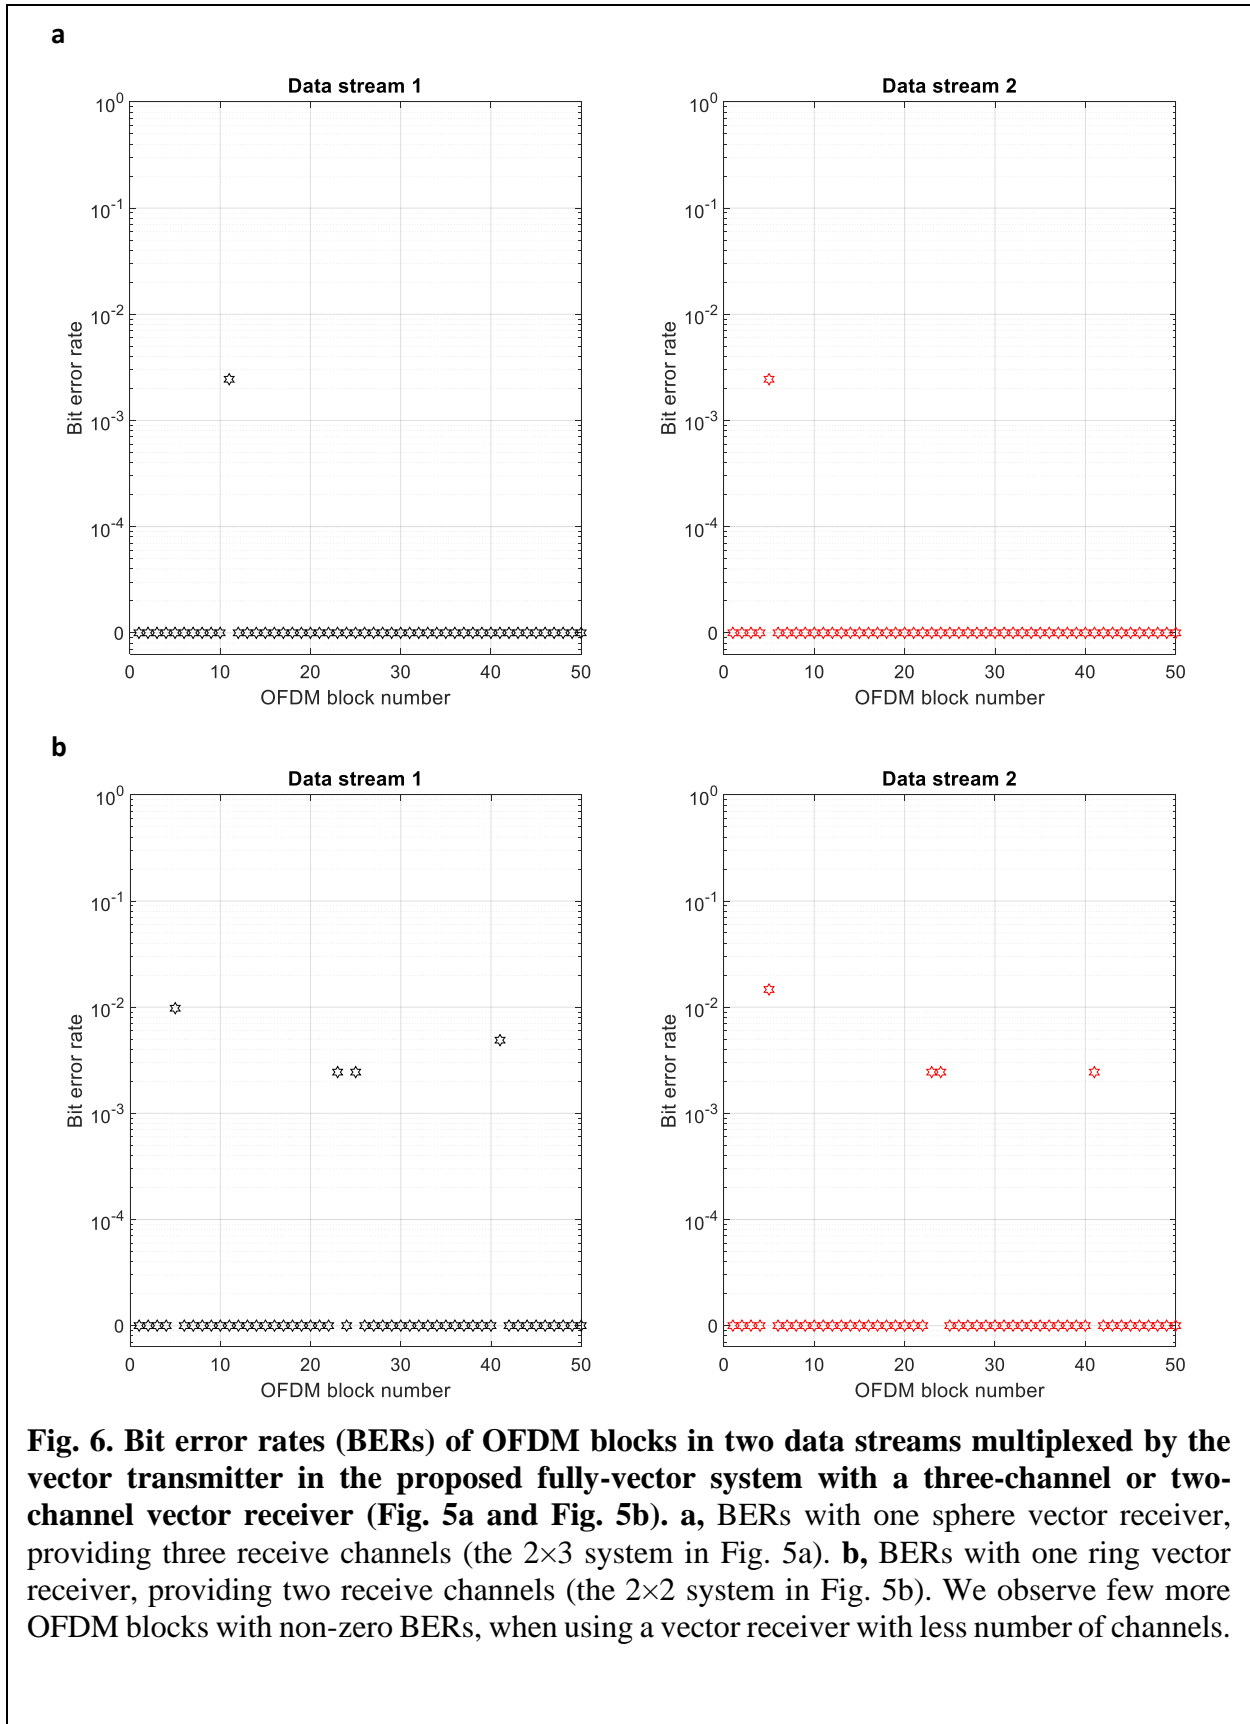 a
Data stream 1
Data stream 2
10^0
10^-1
10^-2
10^-3
10^-4
0
Bit error rate
0 10 20 30 40 50
OFDM block number
10^0
10^-1
10^-2
10^-3
10^-4
0
Bit error rate
0 10 20 30 40 50
OFDM block number
b
Data stream 1
Data stream 2
10^0
10^-1
10^-2
10^-3
10^-4
0
Bit error rate
0 10 20 30 40 50
OFDM block number
10^0
10^-1
10^-2
10^-3
10^-4
0
Bit error rate
0 10 20 30 40 50
OFDM block number
Fig. 6. Bit error rates (BERs) of OFDM blocks in two data streams multiplexed by the
vector transmitter in the proposed fully-vector system with a three-channel or two-
channel vector receiver (Fig. 5a and Fig. 5b). a, BERs with one sphere vector receiver,
providing three receive channels (the 2×3 system in Fig. 5a). b, BERs with one ring vector
receiver, providing two receive channels (the 2×2 system in Fig. 5b). We observe few more
OFDM blocks with non-zero BERs, when using a vector receiver with less number of channels.